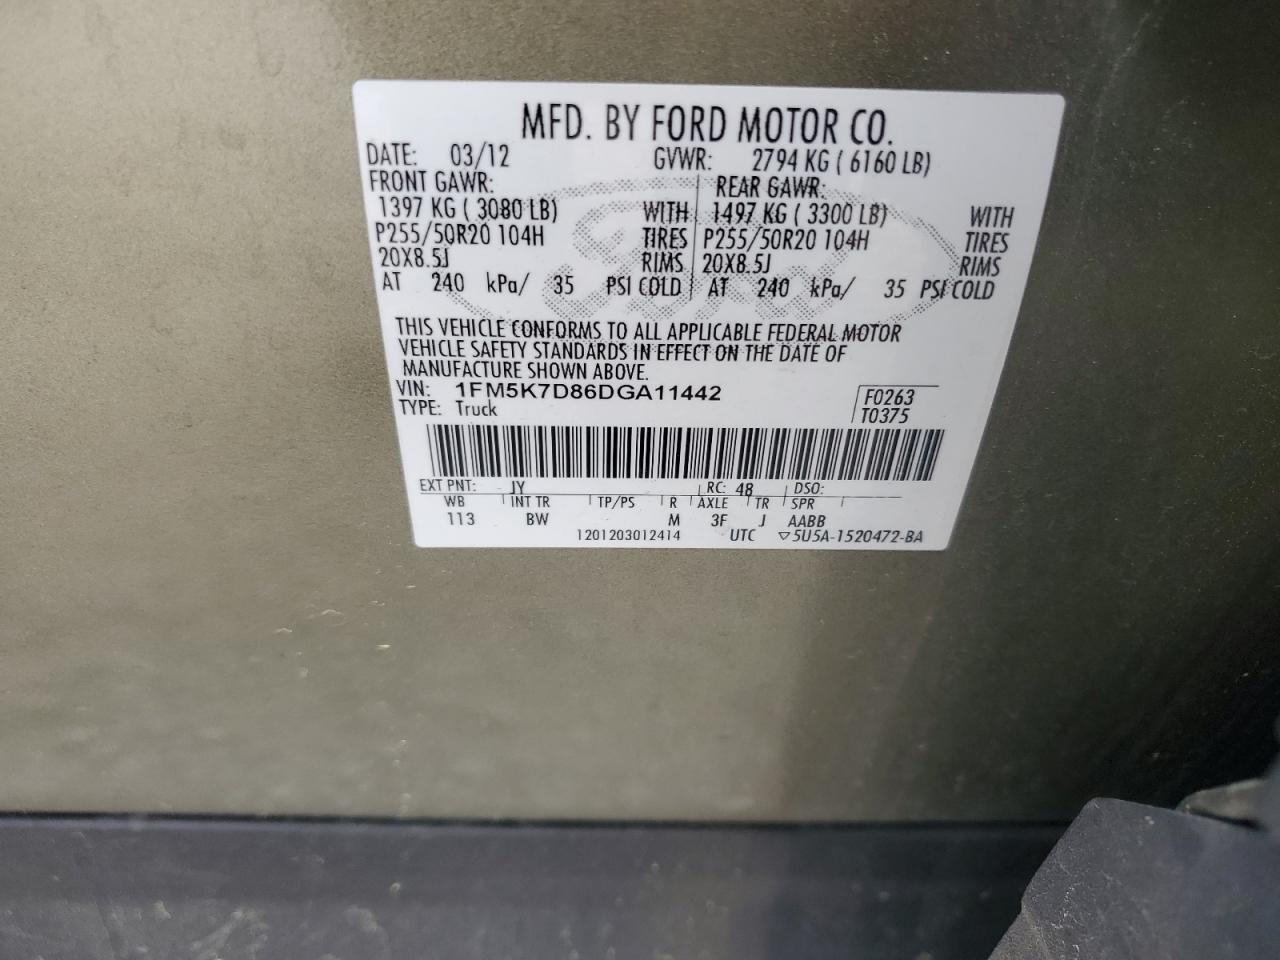 MFD. BY FORD MOTOR CO.
DATE: 03/12 GVWR: 2794 KG ( 6160 LB)
FRONT GAWR: REAR GAWR:
1397 KG ( 3080 LB) WITH 1497 KG ( 3300 LB) WITH
P255/50R20 104H TIRES P255/50R20 104H TIRES
20X8.5J RIMS 20X8.5J RIMS
AT 240 kPa/ 35 PSI COLD AT 240 kPa/ 35 PSI COLD
THIS VEHICLE CONFORMS TO ALL APPLICABLE FEDERAL MOTOR
VEHICLE SAFETY STANDARDS IN EFFECT ON THE DATE OF
MANUFACTURE SHOWN ABOVE.
VIN: 1FM5K7D86DGA11442 F0263
TYPE: Truck T0375
EXT PNT: JY RC: 48 DSO:
WB INT TR TP/PS R AXLE TR SPR
113 BW M 3F J AABB
1201203012414 UTC ▽5U5A-1520472-BA